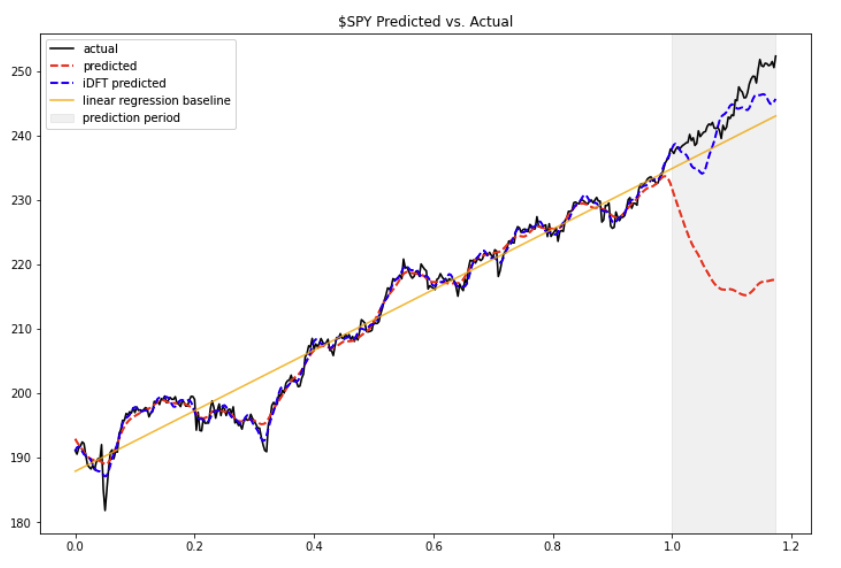 $SPY Predicted vs. Actual
actual
predicted
iDFT predicted
linear regression baseline
prediction period
250
240
230
220
210
200
190
180
0.0 0.2 0.4 0.6 0.8 1.0 1.2